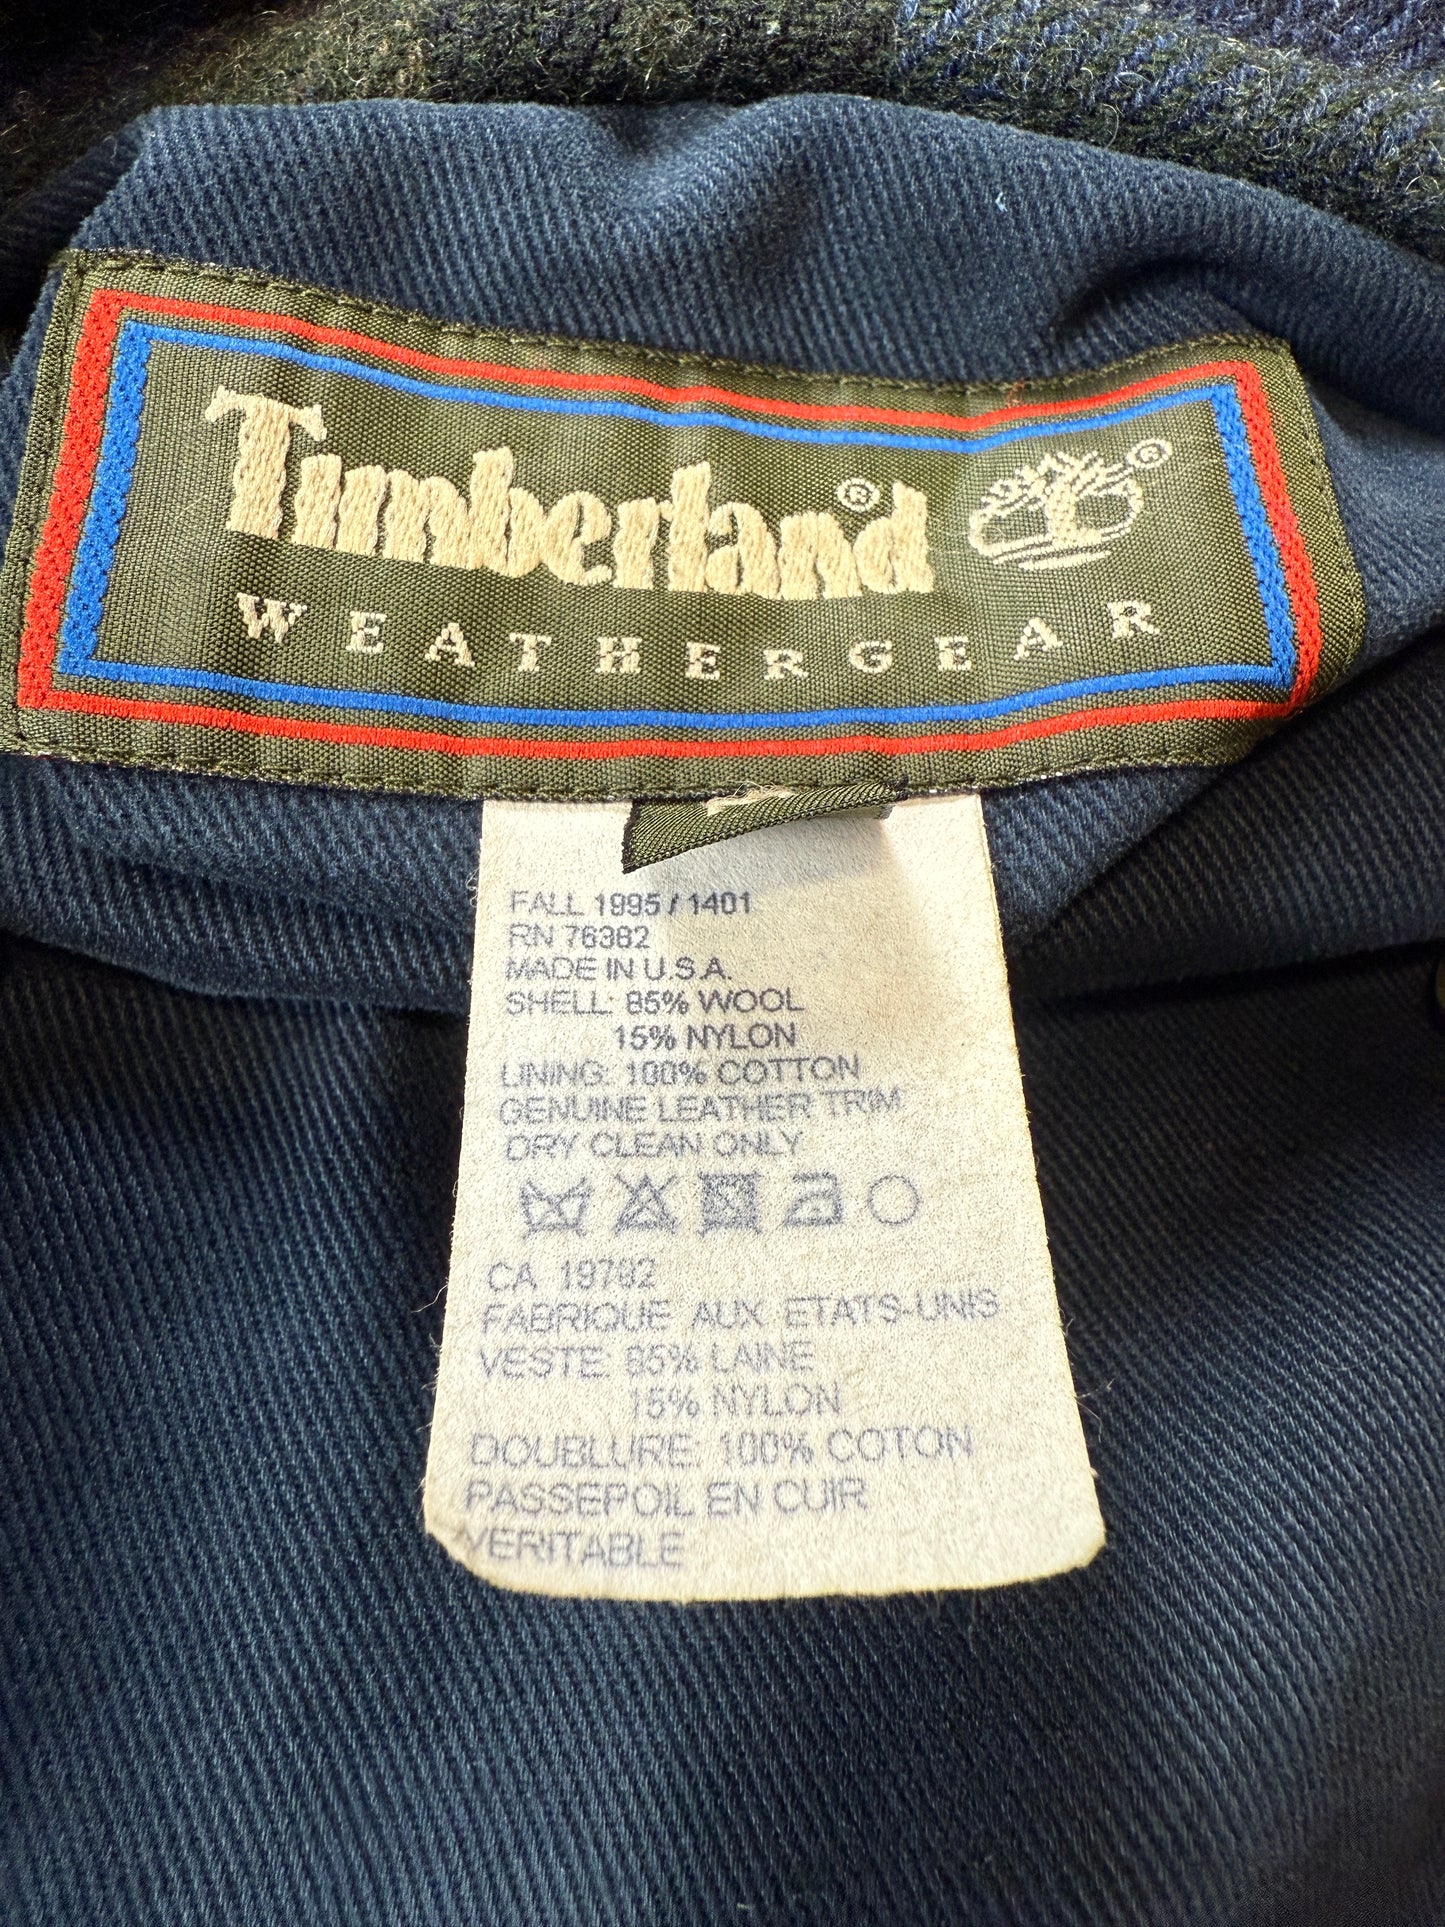 Timberland®
®
WEATHERGEAR
FALL 1995 / 1401
RN 76382
MADE IN U.S.A.
SHELL: 85% WOOL
15% NYLON
LINING: 100% COTTON
GENUINE LEATHER TRIM
DRY CLEAN ONLY
CA 19782
FABRIQUE AUX ETATS-UNIS
VESTE: 85% LAINE
15% NYLON
DOUBLURE: 100% COTON
PASSEPOIL EN CUIR
VERITABLE